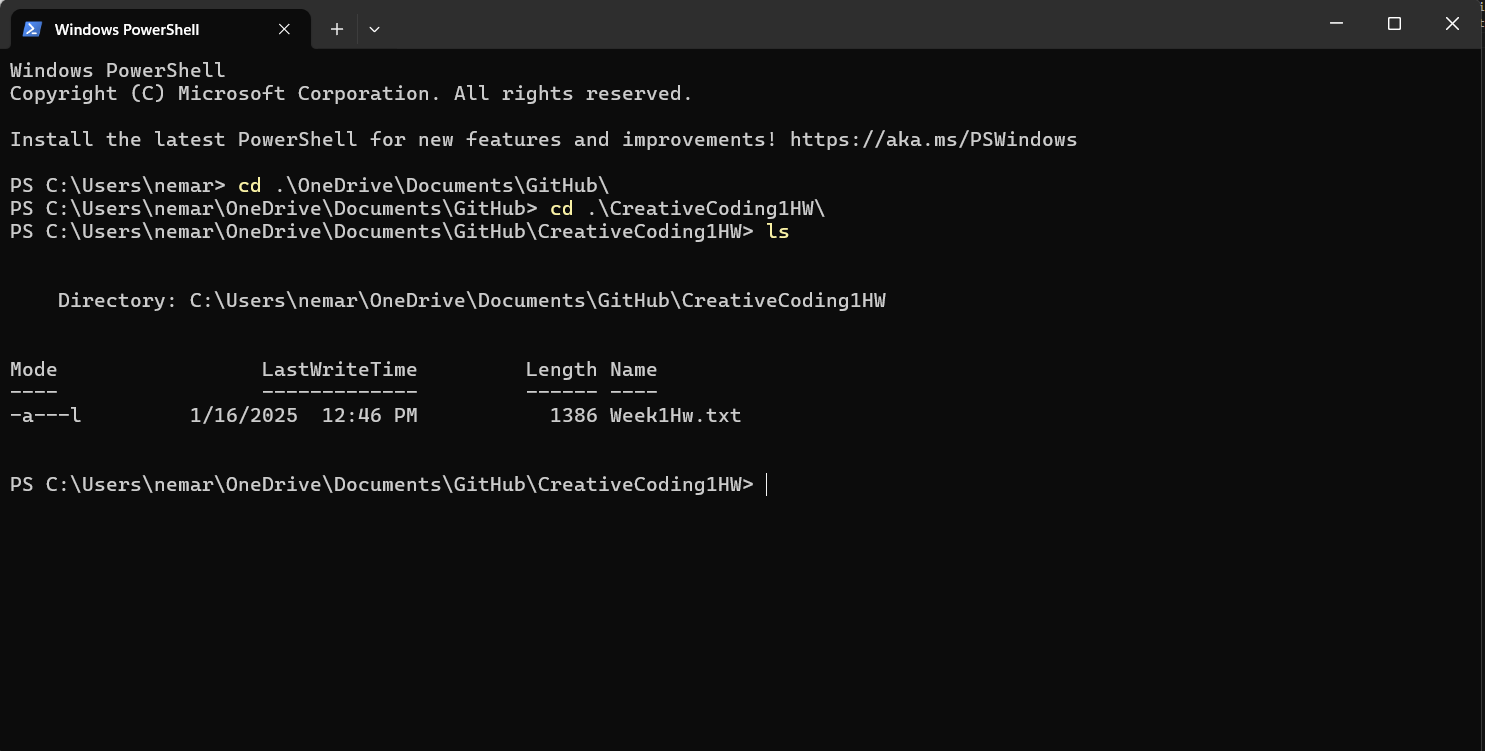 Windows PowerShell
Windows PowerShell
Copyright (C) Microsoft Corporation. All rights reserved.
Install the latest PowerShell for new features and improvements! https://aka.ms/PSWindows
PS C:\Users\nemar> cd .\OneDrive\Documents\GitHub\
PS C:\Users\nemar\OneDrive\Documents\GitHub> cd .\CreativeCoding1HW\
PS C:\Users\nemar\OneDrive\Documents\GitHub\CreativeCoding1HW> ls
Directory: C:\Users\nemar\OneDrive\Documents\GitHub\CreativeCoding1HW
Mode                 LastWriteTime         Length Name
----                 -------------         ------ ----
-a---l         1/16/2025  12:46 PM           1386 Week1Hw.txt
PS C:\Users\nemar\OneDrive\Documents\GitHub\CreativeCoding1HW>